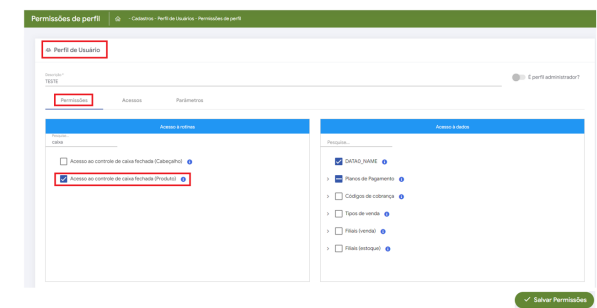 Permissões de perfil - Cadastros - Perfil de Usuários - Permissões de perfil
Perfil de Usuário
Descrição *
TESTE
É perfil administrador?
Permissões Acessos Parâmetros
Acesso à rotinas
Pesquisa...
caixa
Acesso ao controle de caixa fechada (Cabeçalho)
Acesso ao controle de caixa fechada (Produto)
Acesso à dados
Pesquisa...
DATAD_NAME
Planos de Pagamento
Códigos de cobrança
Tipos de venda
Filiais (venda)
Filiais (estoque)
Salvar Permissões